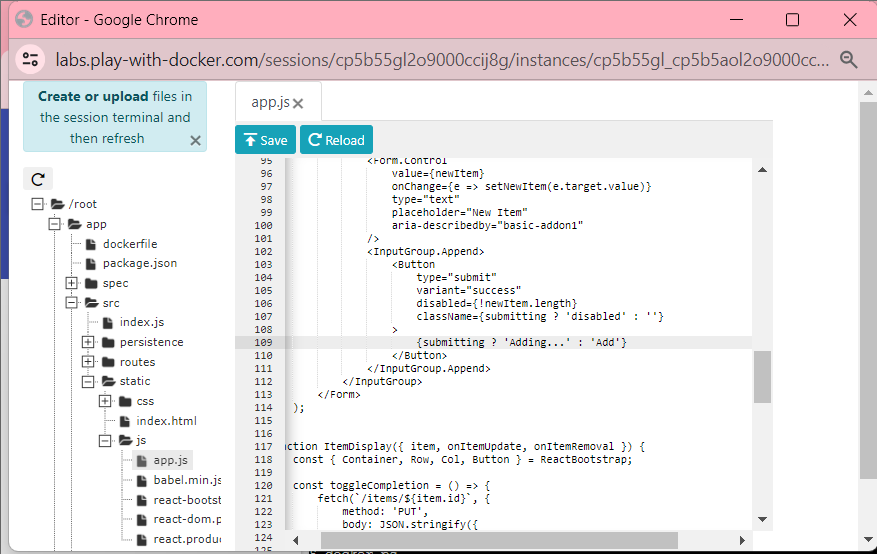 Editor - Google Chrome
labs.play-with-docker.com/sessions/cp5b55gl2o9000ccij8g/instances/cp5b55gl_cp5b5aol2o9000cc...
Create or upload files in
the session terminal and
then refresh
app.js
Save
Reload
/root
app
dockerfile
package.json
spec
src
index.js
persistence
routes
static
css
index.html
js
app.js
babel.min.js
react-bootst
react-dom.p
react.produc
95 <Form.Control
96 value={newItem}
97 onChange={e => setNewItem(e.target.value)}
98 type="text"
99 placeholder="New Item"
100 aria-describedby="basic-addon1"
101 />
102 <InputGroup.Append>
103 <Button
104 type="submit"
105 variant="success"
106 disabled={!newItem.length}
107 className={submitting ? 'disabled' : ''}
108 >
109 {submitting ? 'Adding...' : 'Add'}
110 </Button>
111 </InputGroup.Append>
112 </InputGroup>
113 </Form>
114 );
115
116
117 ction ItemDisplay({ item, onItemUpdate, onItemRemoval }) {
118 const { Container, Row, Col, Button } = ReactBootstrap;
119
120 const toggleCompletion = () => {
121 fetch(`/items/${item.id}`, {
122 method: 'PUT',
123 body: JSON.stringify({
124
125